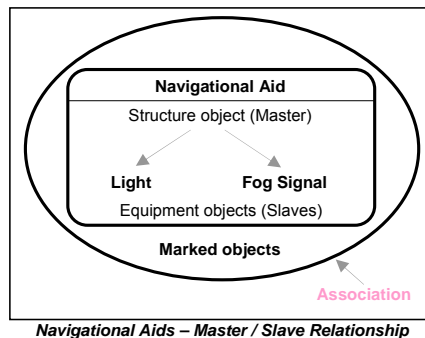 Navigational Aid
Structure object (Master)
Light Fog Signal
Equipment objects (Slaves)
Marked objects
Association
Navigational Aids – Master / Slave Relationship